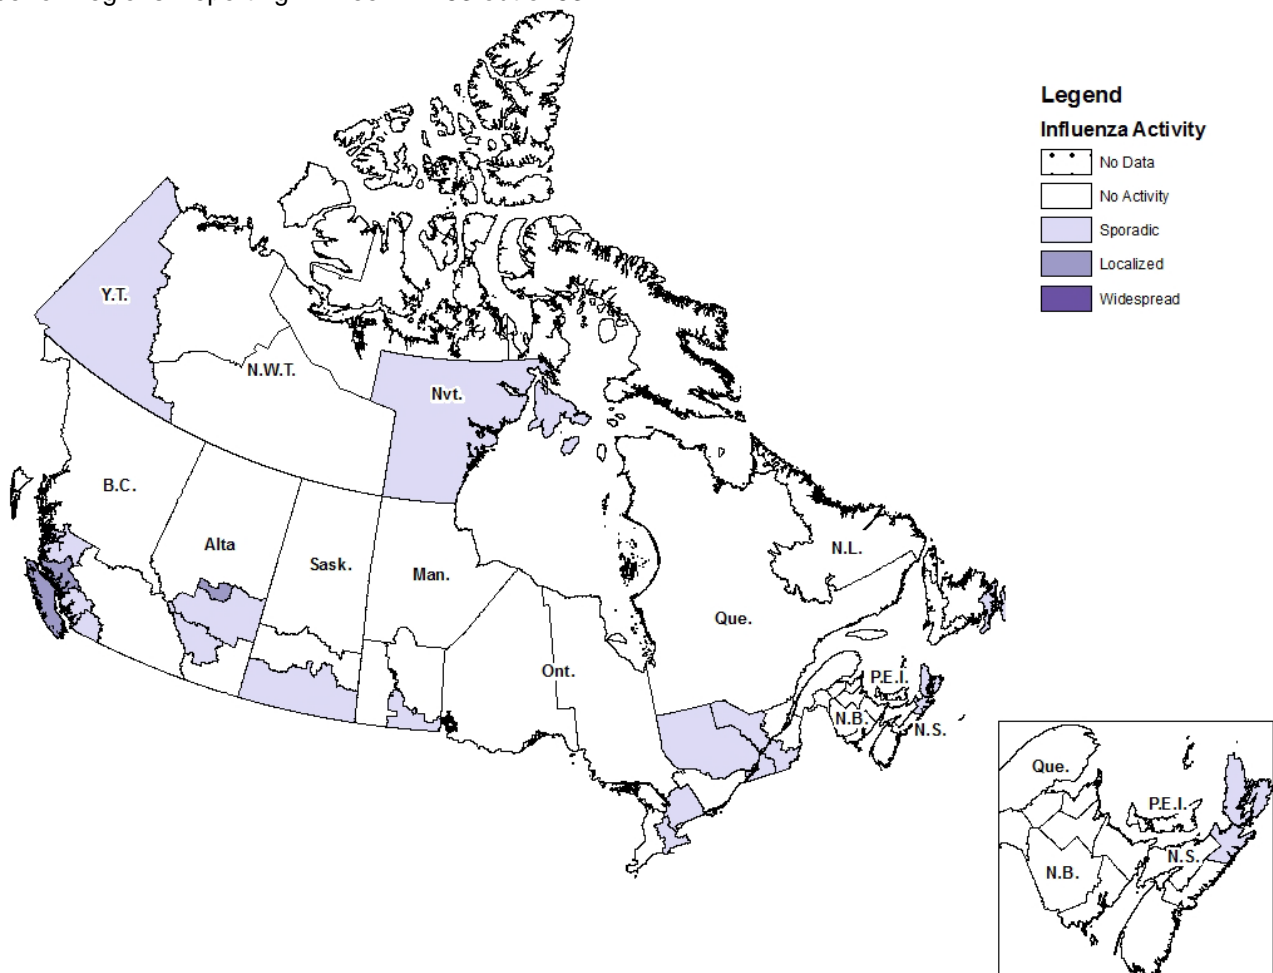 Legend
Influenza Activity
No Data
No Activity
Sporadic
Localized
Widespread
Y.T.
N.W.T.
Nvt.
B.C.
Alta
Sask.
Man.
Ont.
Que.
N.L.
P.E.I.
N.B.
N.S.
Que.
P.E.I.
N.S.
N.B.